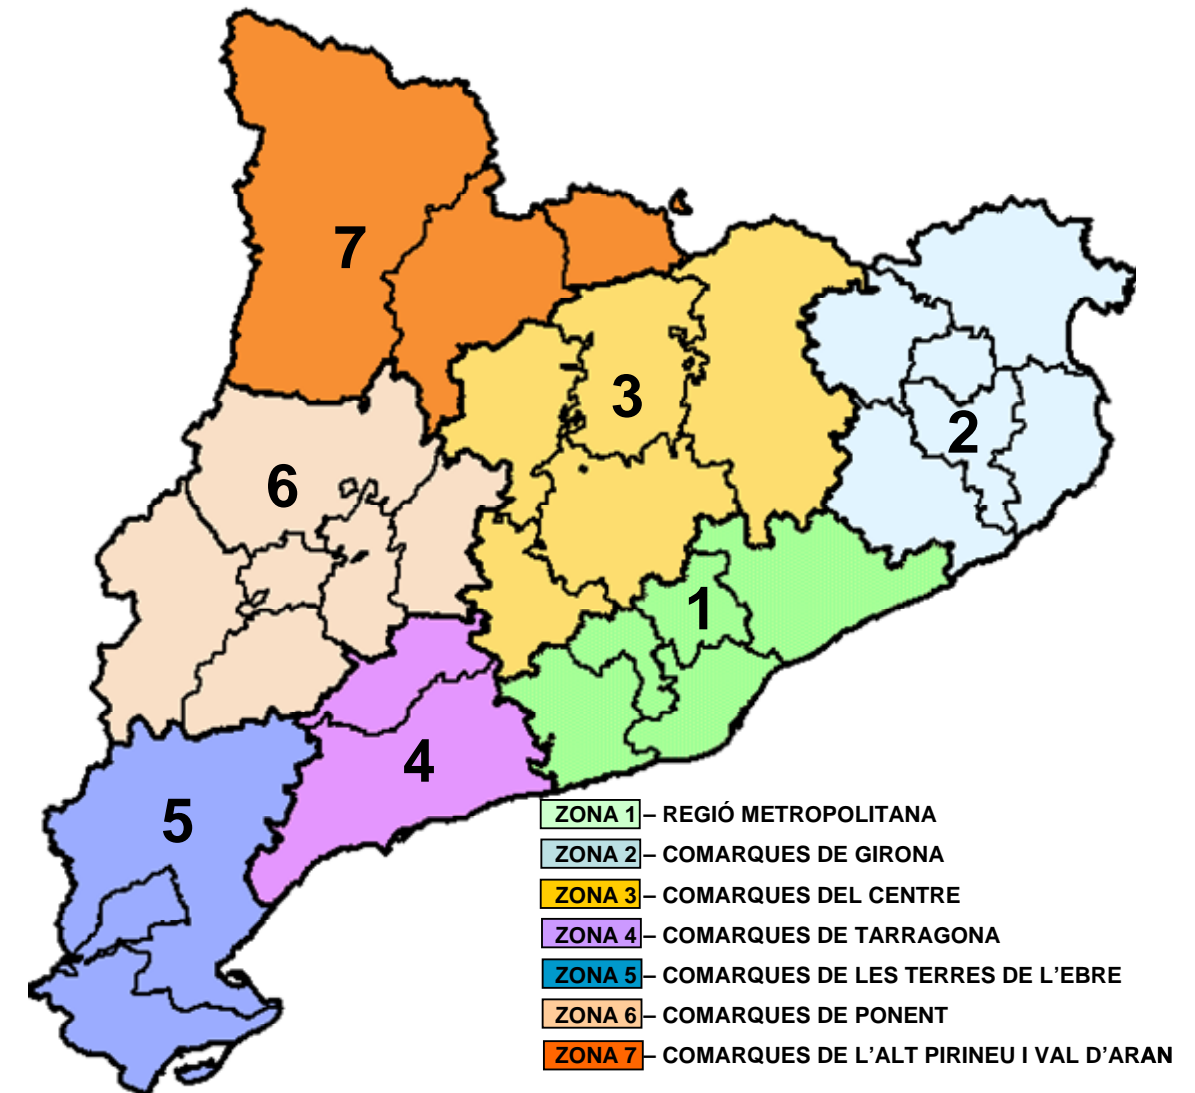 7
3
2
6
1
4
5
ZONA 1 – REGIÓ METROPOLITANA
ZONA 2 – COMARQUES DE GIRONA
ZONA 3 – COMARQUES DEL CENTRE
ZONA 4 – COMARQUES DE TARRAGONA
ZONA 5 – COMARQUES DE LES TERRES DE L’EBRE
ZONA 6 – COMARQUES DE PONENT
ZONA 7 – COMARQUES DE L’ALT PIRINEU I VAL D’ARAN